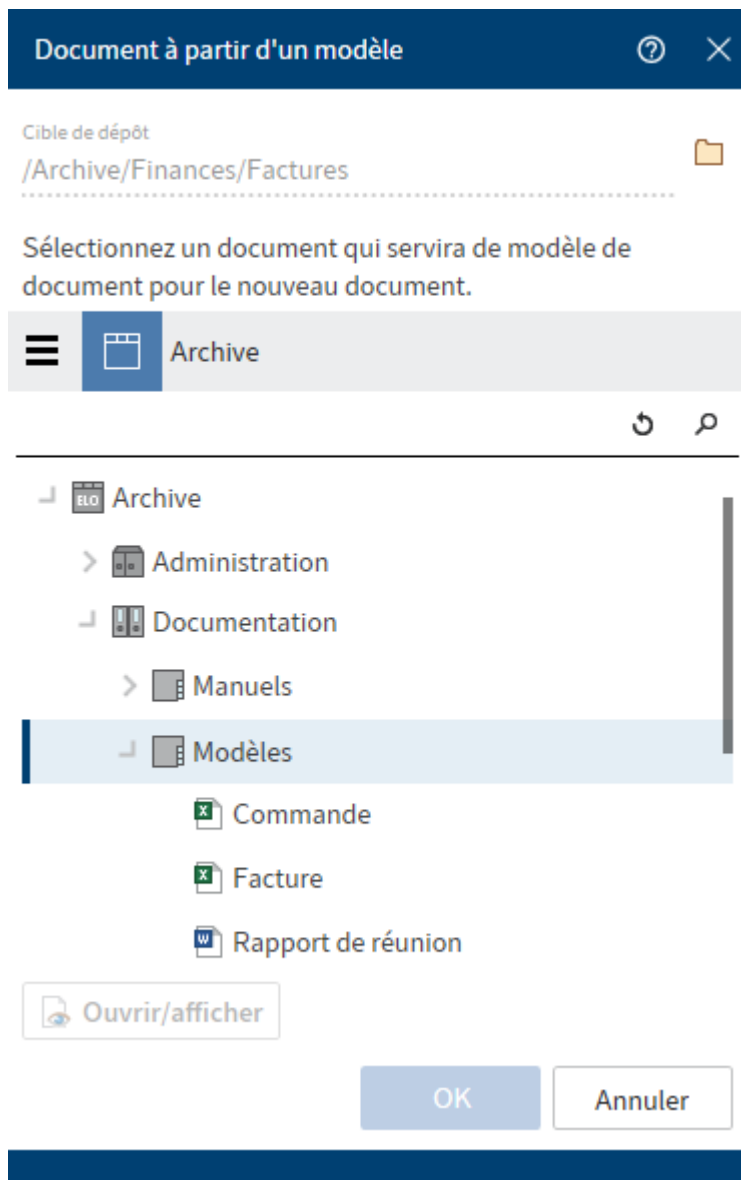 Document à partir d'un modèle
Cible de dépôt
/Archive/Finances/Factures
Sélectionnez un document qui servira de modèle de
document pour le nouveau document.
Archive
ELO Archive
Administration
Documentation
Manuels
Modèles
X Commande
X Facture
W Rapport de réunion
Ouvrir/afficher
OK Annuler